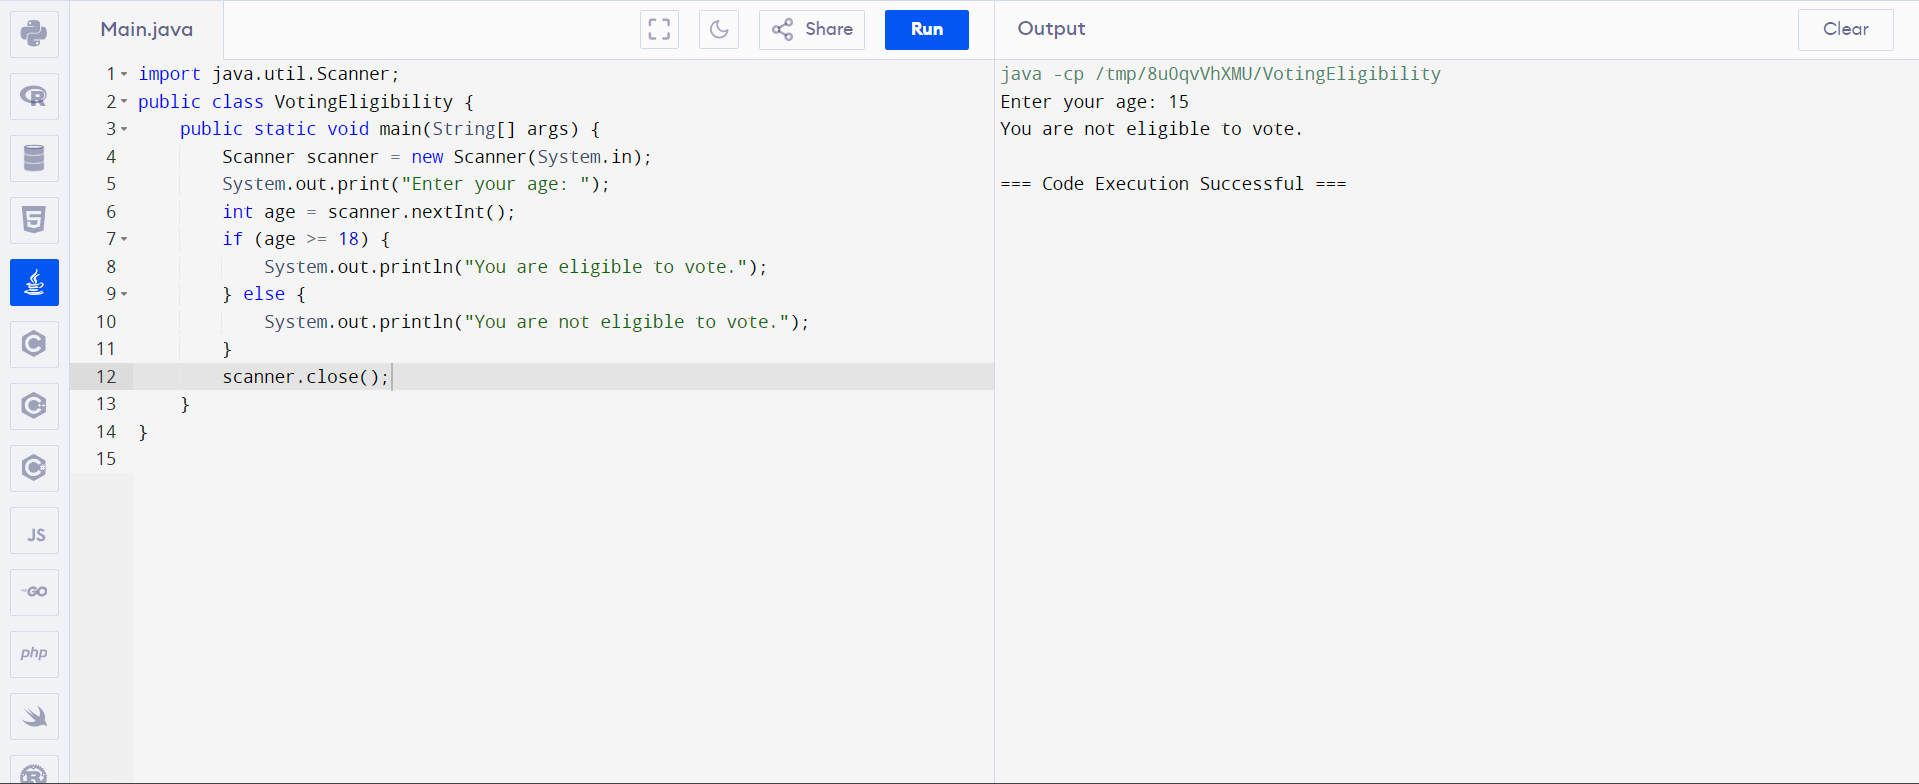 Main.java
Share
Run
Output
Clear
1 import java.util.Scanner;
2 public class VotingEligibility {
3     public static void main(String[] args) {
4         Scanner scanner = new Scanner(System.in);
5         System.out.print("Enter your age: ");
6         int age = scanner.nextInt();
7         if (age >= 18) {
8             System.out.println("You are eligible to vote.");
9         } else {
10             System.out.println("You are not eligible to vote.");
11         }
12         scanner.close();
13     }
14 }
15
java -cp /tmp/8u0qvVhXMU/VotingEligibility
Enter your age: 15
You are not eligible to vote.
=== Code Execution Successful ===
R
5
C
C
C
JS
GO
php
R